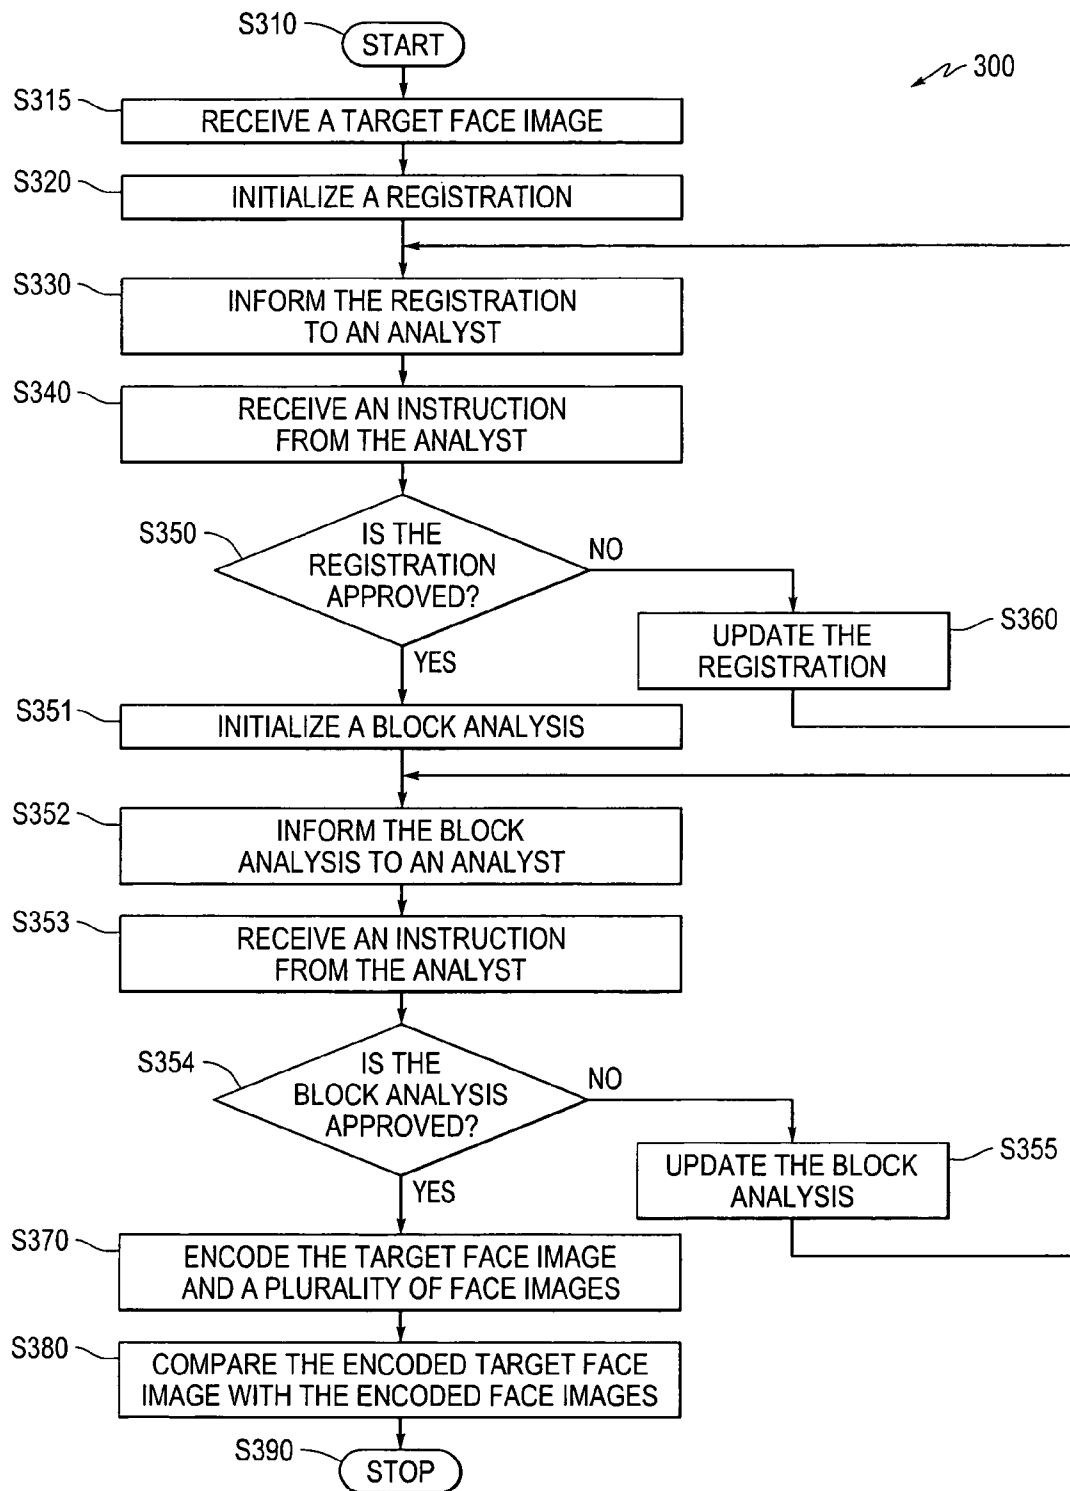 S310
START
300
S315
RECEIVE A TARGET FACE IMAGE
S320
INITIALIZE A REGISTRATION
S330
INFORM THE REGISTRATION
TO AN ANALYST
S340
RECEIVE AN INSTRUCTION
FROM THE ANALYST
S350
IS THE
REGISTRATION
APPROVED?
NO
S360
UPDATE THE
REGISTRATION
YES
S351
INITIALIZE A BLOCK ANALYSIS
S352
INFORM THE BLOCK
ANALYSIS TO AN ANALYST
S353
RECEIVE AN INSTRUCTION
FROM THE ANALYST
S354
IS THE
BLOCK ANALYSIS
APPROVED?
NO
S355
UPDATE THE BLOCK
ANALYSIS
YES
S370
ENCODE THE TARGET FACE IMAGE
AND A PLURALITY OF FACE IMAGES
S380
COMPARE THE ENCODED TARGET FACE
IMAGE WITH THE ENCODED FACE IMAGES
S390
STOP